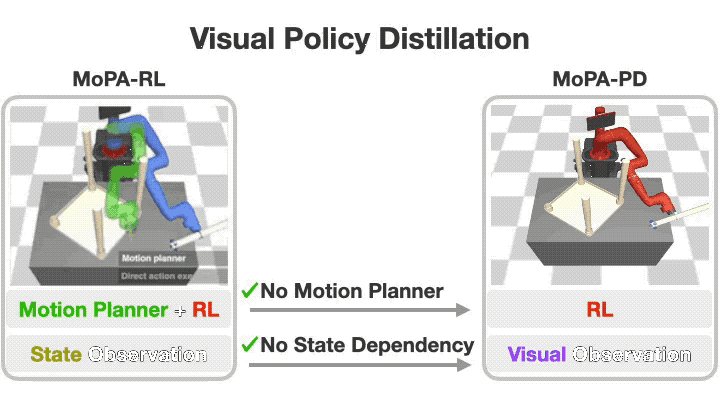 Visual Policy Distillation
MoPA-RL
MoPA-PD
Motion planner
Direct action exe
Motion Planner + RL
State Observation
No Motion Planner
No State Dependency
RL
Visual Observation